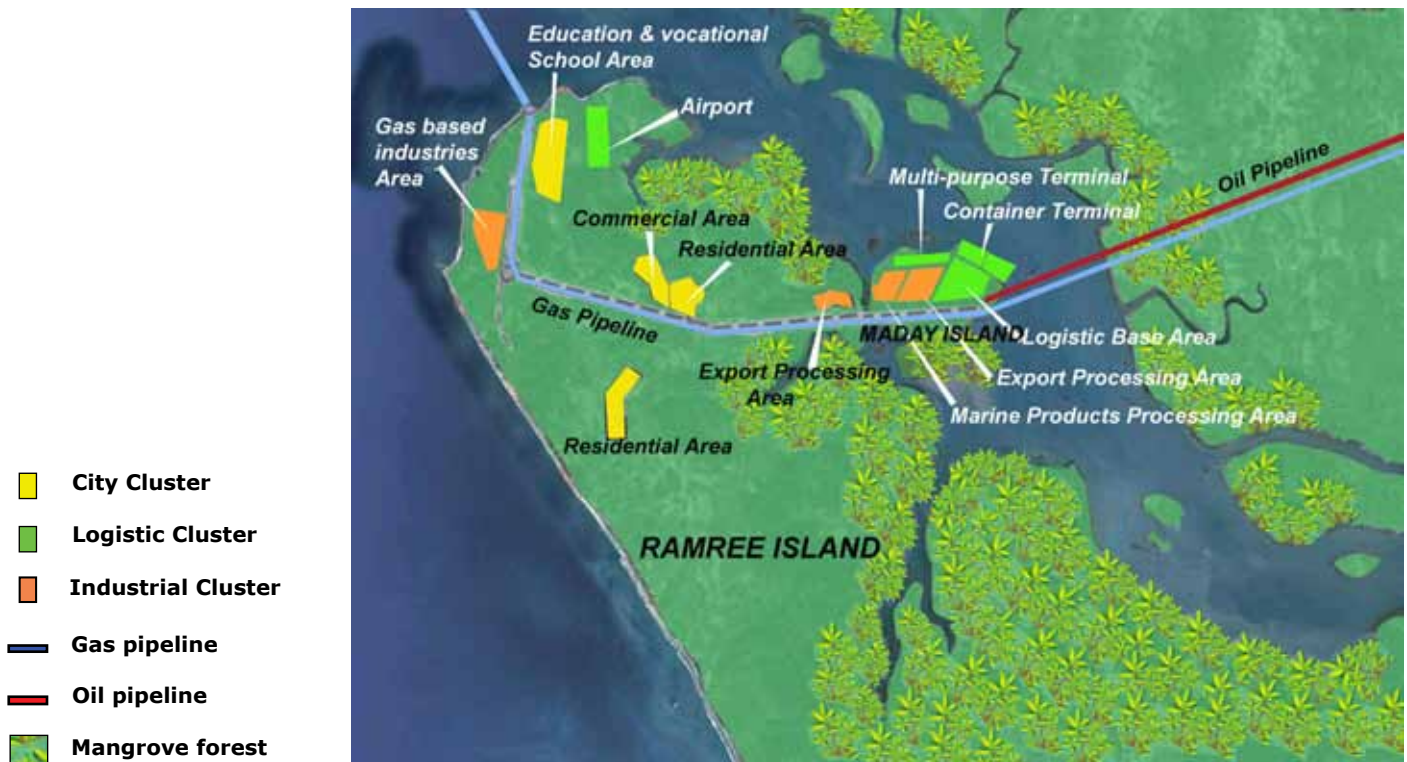 Education & vocational
School Area
Airport
Gas based
industries
Area
Multi-purpose Terminal
Oil Pipeline
Container Terminal
Commercial Area
Residential Area
Gas Pipeline
MADAY ISLAND
Logistic Base Area
Export Processing
Area
Export Processing Area
Marine Products Processing Area
Residential Area
RAMREE ISLAND
City Cluster
Logistic Cluster
Industrial Cluster
Gas pipeline
Oil pipeline
Mangrove forest